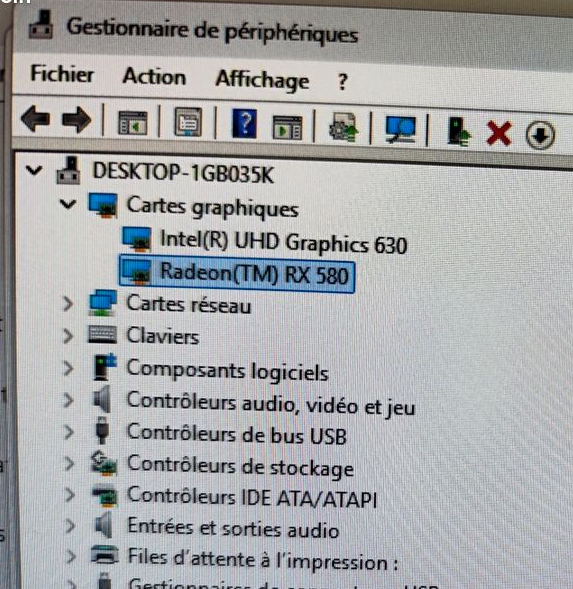 Gestionnaire de périphériques
Fichier Action Affichage ?
DESKTOP-1GB035K
Cartes graphiques
Intel(R) UHD Graphics 630
Radeon(TM) RX 580
Cartes réseau
Claviers
Composants logiciels
Contrôleurs audio, vidéo et jeu
Contrôleurs de bus USB
Contrôleurs de stockage
Contrôleurs IDE ATA/ATAPI
Entrées et sorties audio
Files d'attente à l'impression :